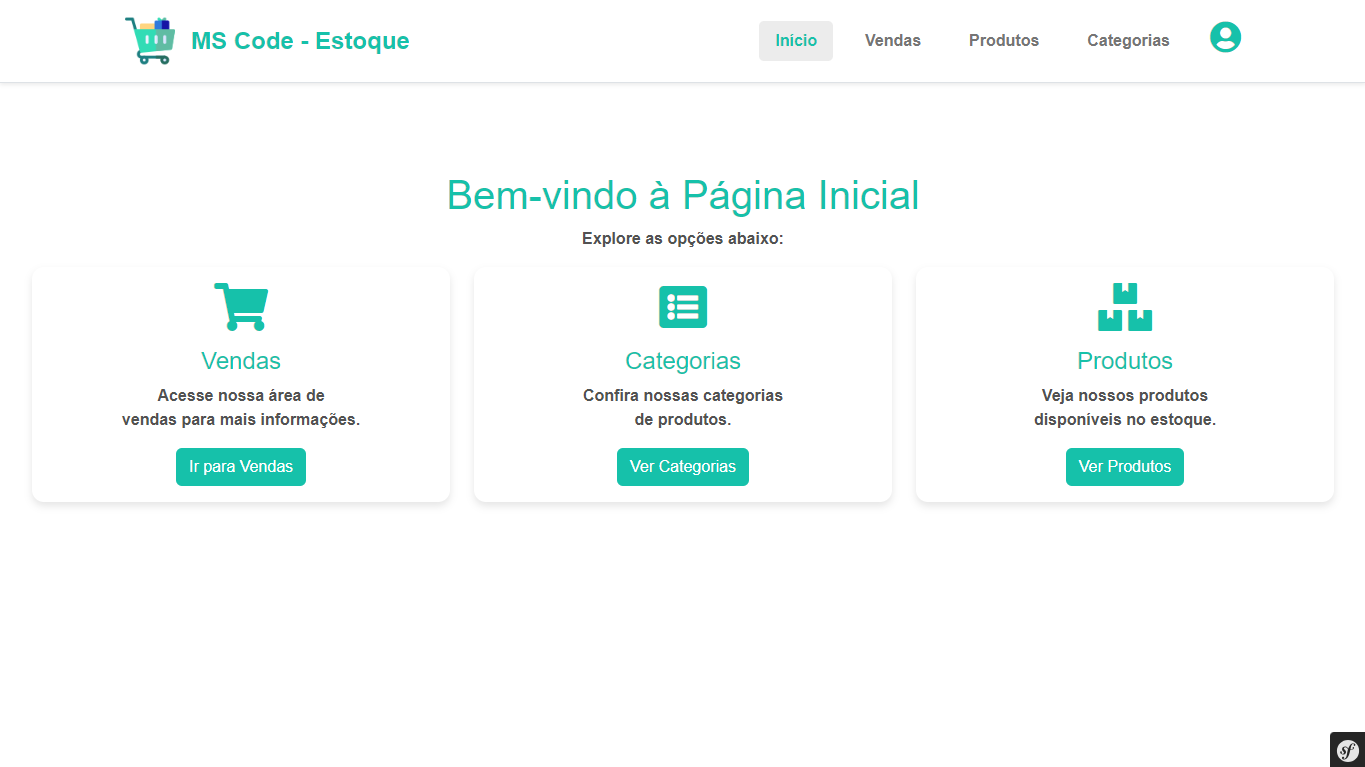 MS Code - Estoque
Inicio
Vendas
Produtos
Categorias
Bem-vindo à Página Inicial
Explore as opções abaixo:
Vendas
Acesse nossa área de
vendas para mais informações.
Ir para Vendas
Categorias
Confira nossas categorias
de produtos.
Ver Categorias
Produtos
Veja nossos produtos
disponíveis no estoque.
Ver Produtos
sf